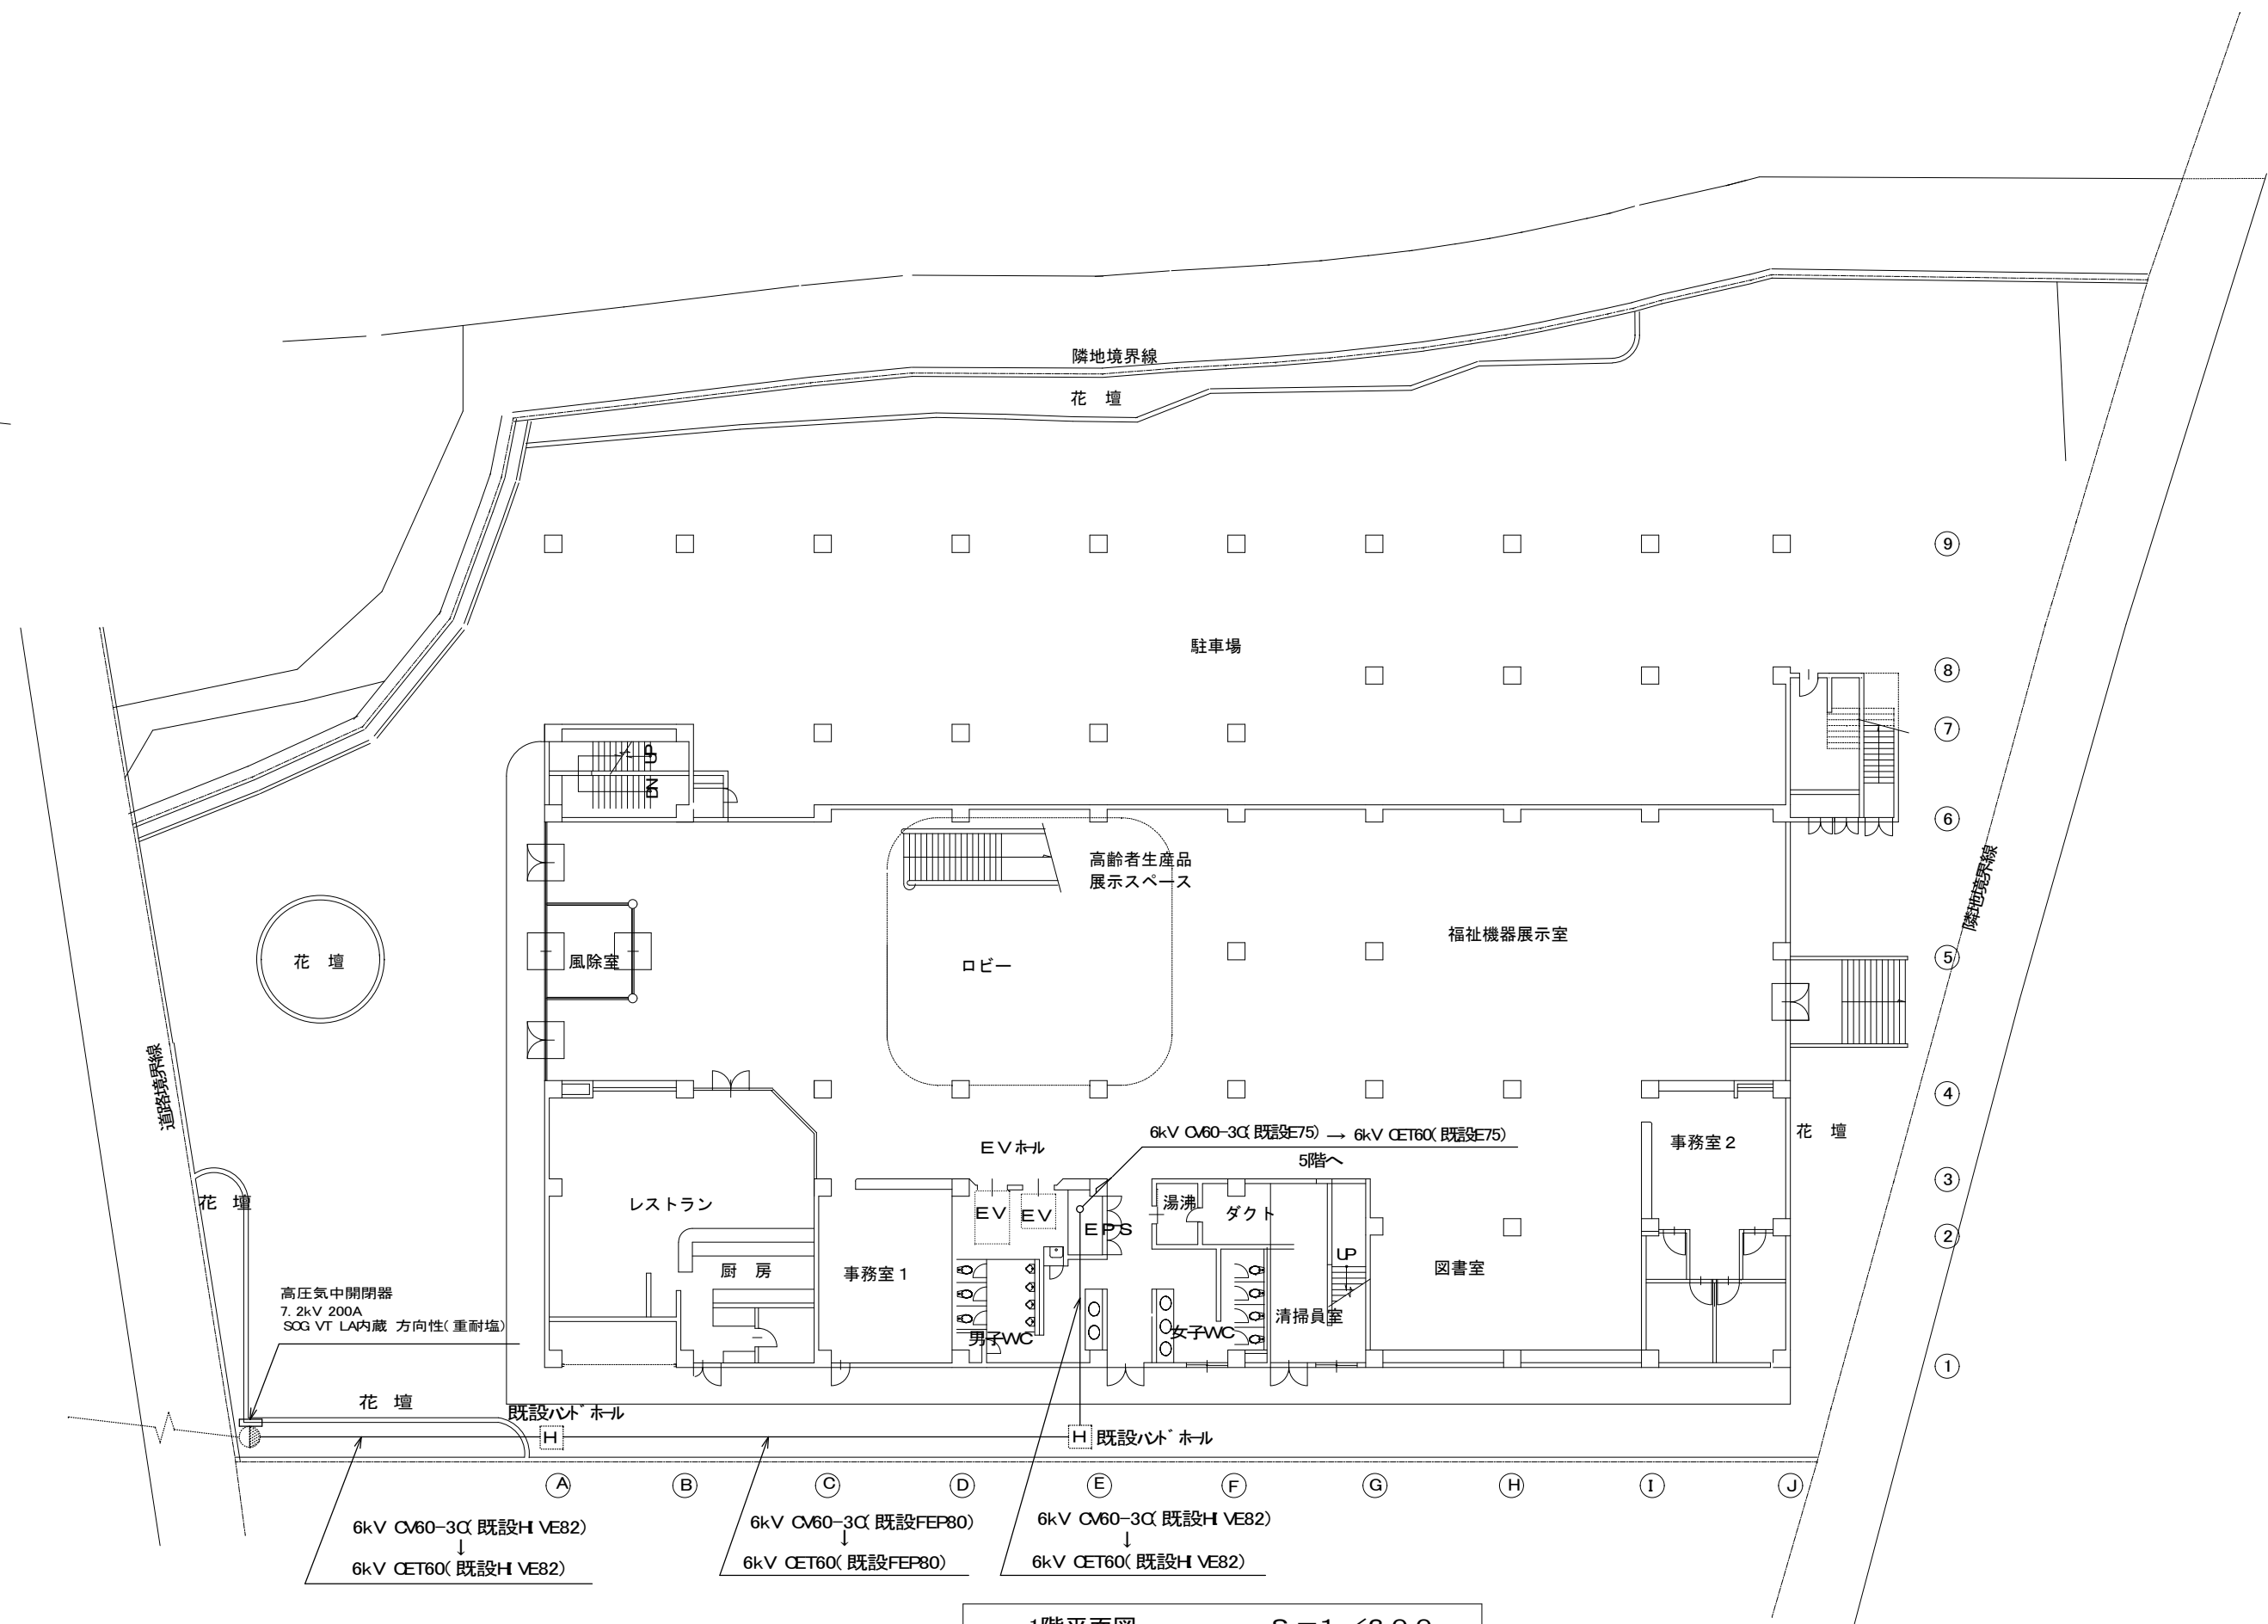 隣地境界線
花 壇
⑨
駐車場
⑧
⑦
UP
DN
⑥
高齢者生産品
展示スペース
隣地境界線
福祉機器展示室
花 壇
風除室
ロビー
⑤
道路境界線
④
6kV CV60-3C(既設E75) → 6kV CET60(既設E75)
5階へ
EVホール
事務室2
花 壇
③
花 壇
レストラン
EV
EV
EPS
湯沸
ダクト
②
UP
厨 房
事務室1
図書室
高圧気中開閉器
7.2kV 200A
SOG VT LA内蔵 方向性(重耐塩)
男子WC
女子WC
清掃員室
①
花 壇
既設ハンドホール
H
H 既設ハンドホール
Ⓐ Ⓑ Ⓒ Ⓓ Ⓔ Ⓕ Ⓖ Ⓗ Ⓘ Ⓙ
6kV CV60-3C(既設HIVE82)
↓
6kV CET60(既設HIVE82)
6kV CV60-3C(既設FEP80)
↓
6kV CET60(既設FEP80)
6kV CV60-3C(既設HIVE82)
↓
6kV CET60(既設HIVE82)
1階平面図 S=1/200